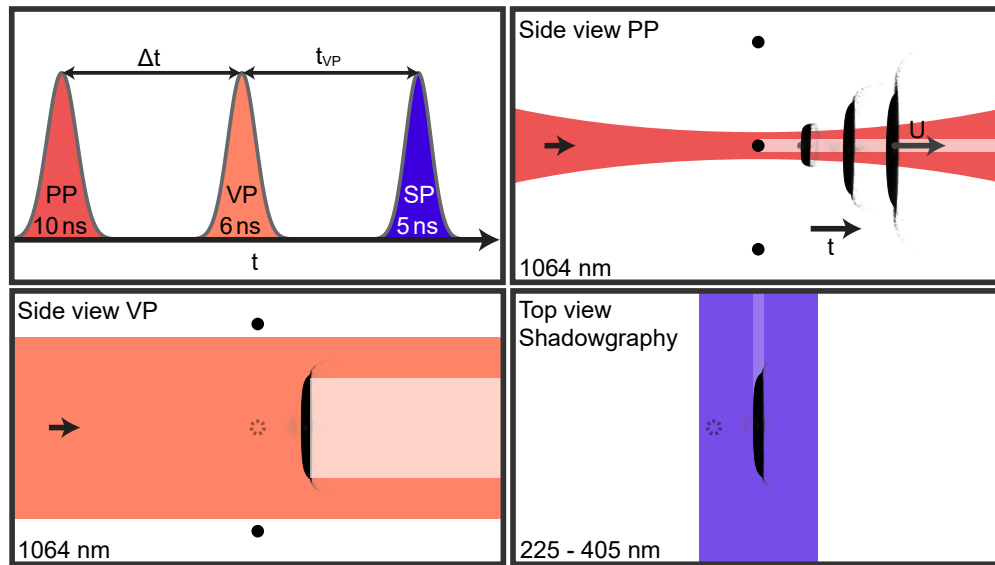 Δt
t_VP
PP
10 ns
VP
6 ns
SP
5 ns
t
Side view PP
U
t
1064 nm
Side view VP
1064 nm
Top view
Shadowgraphy
225 - 405 nm